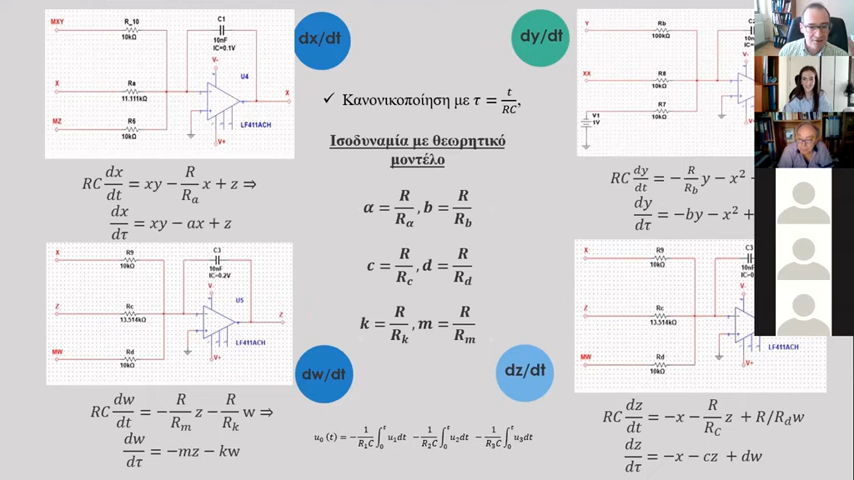 MXY
R_10
10kΩ
C1
10nF
IC=0.1V
V-
U4
X
Ra
11.111kΩ
X
MZ
R6
10kΩ
LF411ACH
V+
dx/dt
dy/dt
✓ Κανονικοποίηση με τ = t/RC,
Ισοδυναμία με θεωρητικό
μοντέλο
α = R/Rα, b = R/Rb
c = R/Rc, d = R/Rd
k = R/Rk, m = R/Rm
Y
Rb
100kΩ
XX
R8
10kΩ
R7
10kΩ
V1
1V
C2
10nF
V-
LF411ACH
V+
RC dx/dt = xy − R/Ra x + z ⇒
dx/dτ = xy − ax + z
RC dy/dt = − R/Rb y − x² +
dy/dτ = −by − x² +
X
R9
10kΩ
C3
10nF
IC=0.2V
V-
U5
Z
Rc
13.514kΩ
Z
MW
Rd
10kΩ
LF411ACH
V+
X
R9
10kΩ
C3
10nF
Z
Rc
13.514kΩ
MW
Rd
10kΩ
LF411ACH
V+
dw/dt
dz/dt
RC dw/dt = − R/Rm z − R/Rk w ⇒
dw/dτ = −mz − kw
u₀(t) = − 1/R₁C ∫₀ᵗ u₁dt − 1/R₂C ∫₀ᵗ u₂dt − 1/R₃C ∫₀ᵗ u₃dt
RC dz/dt = −x − R/RC z + R/Rd w
dz/dτ = −x − cz + dw